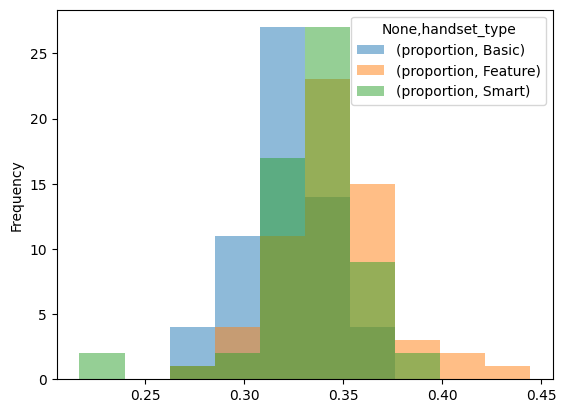 None,handset_type
(proportion, Basic)
(proportion, Feature)
(proportion, Smart)
Frequency
25
20
15
10
5
0
0.25 0.30 0.35 0.40 0.45